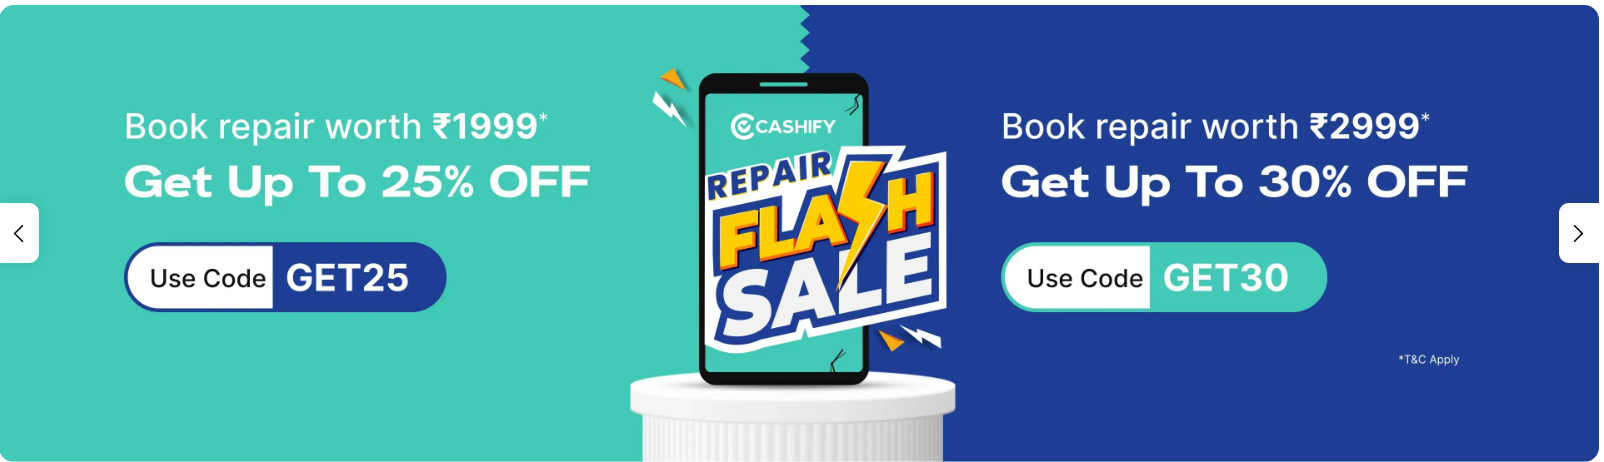 Book repair worth ₹1999*
Get Up To 25% OFF
Use Code GET25
CASHIFY
REPAIR
FLASH
SALE
Book repair worth ₹2999*
Get Up To 30% OFF
Use Code GET30
*T&C Apply